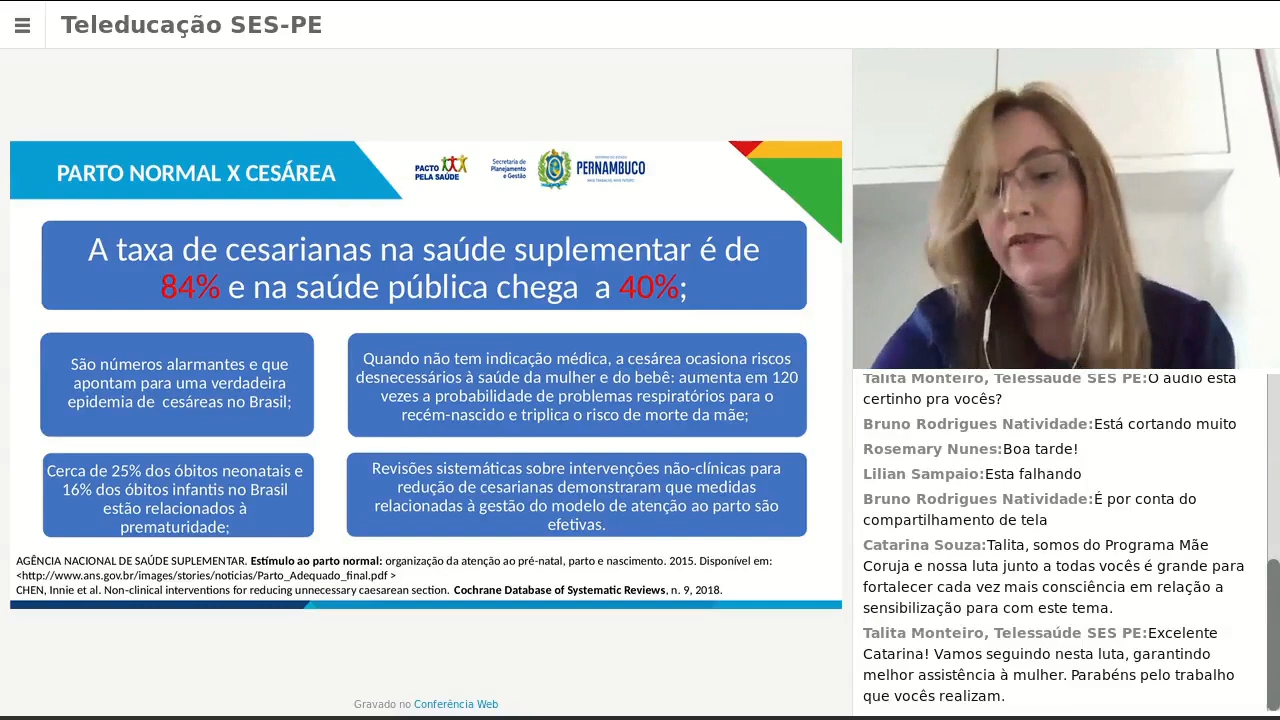 Teleducação SES-PE
PARTO NORMAL X CESÁREA
PACTO
PELA SAÚDE
Secretaria de
Planejamento
e Gestão
PERNAMBUCO
A taxa de cesarianas na saúde suplementar é de
84% e na saúde pública chega a 40%;
São números alarmantes e que
apontam para uma verdadeira
epidemia de cesáreas no Brasil;
Quando não tem indicação médica, a cesárea ocasiona riscos
desnecessários à saúde da mulher e do bebê: aumenta em 120
vezes a probabilidade de problemas respiratórios para o
recém-nascido e triplica o risco de morte da mãe;
Cerca de 25% dos óbitos neonatais e
16% dos óbitos infantis no Brasil
estão relacionados à
prematuridade;
Revisões sistemáticas sobre intervenções não-clínicas para
redução de cesarianas demonstraram que medidas
relacionadas à gestão do modelo de atenção ao parto são
efetivas.
AGÊNCIA NACIONAL DE SAÚDE SUPLEMENTAR. Estímulo ao parto normal: organização da atenção ao pré-natal, parto e nascimento. 2015. Disponível em:
<http://www.ans.gov.br/images/stories/noticias/Parto_Adequado_final.pdf >
CHEN, Innie et al. Non-clinical interventions for reducing unnecessary caesarean section. Cochrane Database of Systematic Reviews, n. 9, 2018.
Gravado no Conferência Web
Talita Monteiro, Telessaúde SES PE:O áudio está
certinho pra vocês?
Bruno Rodrigues Natividade:Está cortando muito
Rosemary Nunes:Boa tarde!
Lilian Sampaio:Esta falhando
Bruno Rodrigues Natividade:É por conta do
compartilhamento de tela
Catarina Souza:Talita, somos do Programa Mãe
Coruja e nossa luta junto a todas vocês é grande para
fortalecer cada vez mais consciência em relação a
sensibilização para com este tema.
Talita Monteiro, Telessaúde SES PE:Excelente
Catarina! Vamos seguindo nesta luta, garantindo
melhor assistência à mulher. Parabéns pelo trabalho
que vocês realizam.